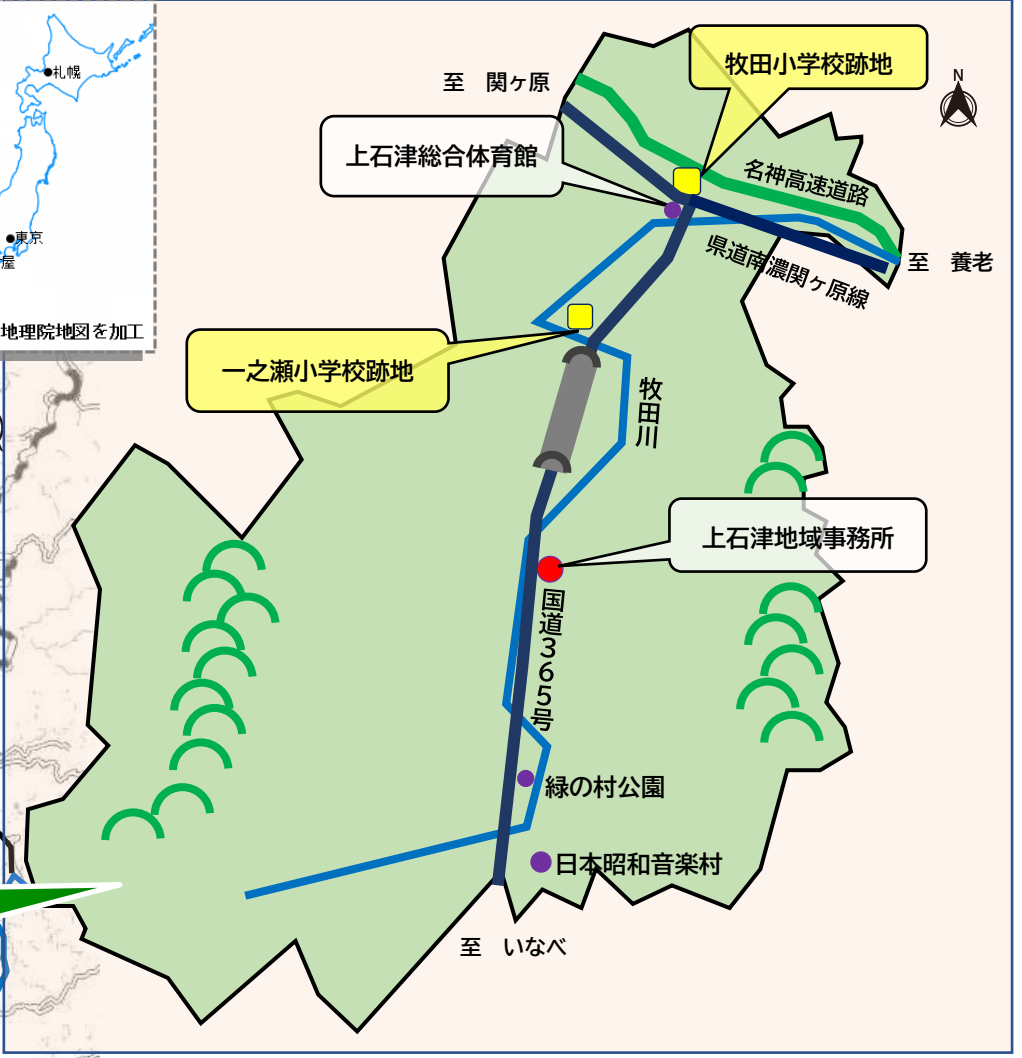 札幌
東京
屋
地理院地図を加工
N
至　関ヶ原
牧田小学校跡地
上石津総合体育館
名神高速道路
県道南濃関ヶ原線
至　養老
一之瀬小学校跡地
牧田川
上石津地域事務所
国道３６５号
緑の村公園
日本昭和音楽村
至　いなべ